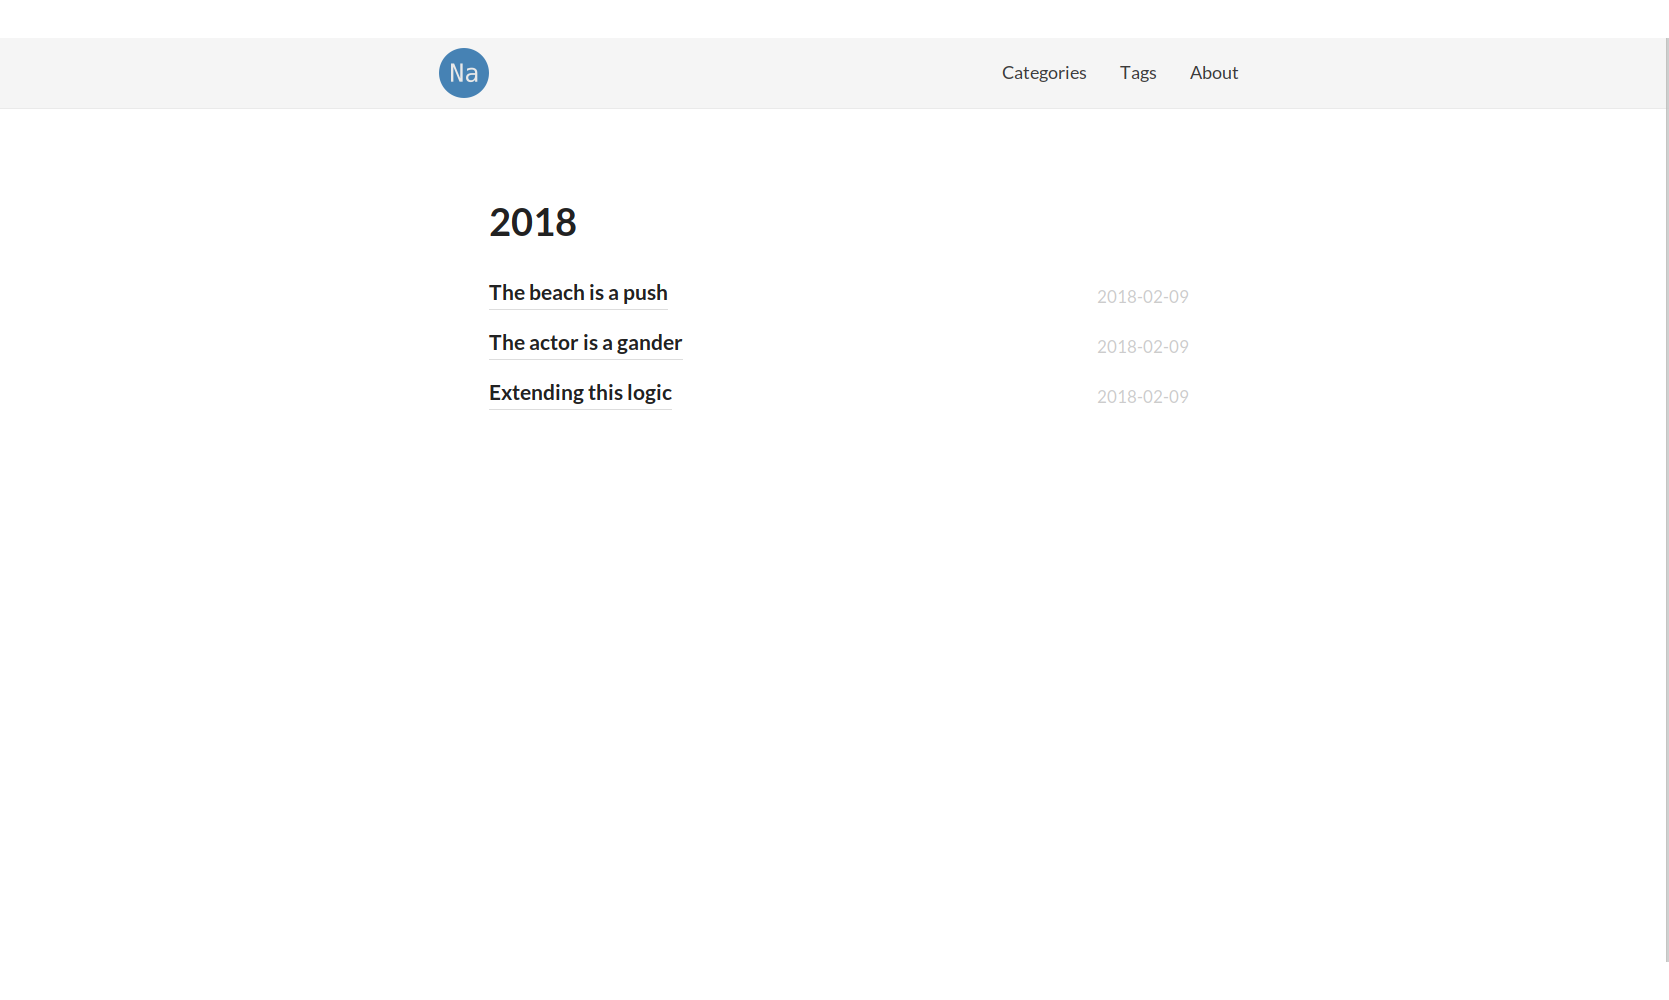 Na
Categories Tags About
2018
The beach is a push 2018-02-09
The actor is a gander 2018-02-09
Extending this logic 2018-02-09